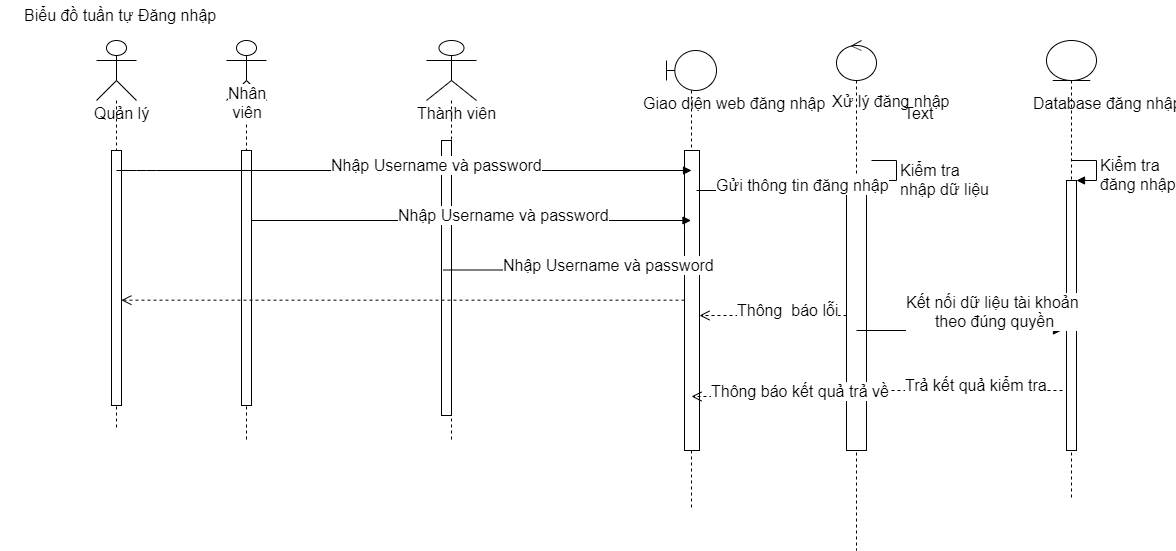 Biểu đồ tuần tự Đăng nhập
Quản lý
Nhân
viên
Thành viên
Giao diện web đăng nhập
Xử lý đăng nhập
Text
Database đăng nhập
Nhập Username và password
Gửi thông tin đăng nhập
Kiểm tra
nhập dữ liệu
Kiểm tra
đăng nhập
Nhập Username và password
Nhập Username và password
Thông báo lỗi
Kết nối dữ liệu tài khoản
theo đúng quyền
Thông báo kết quả trả về
Trả kết quả kiểm tra